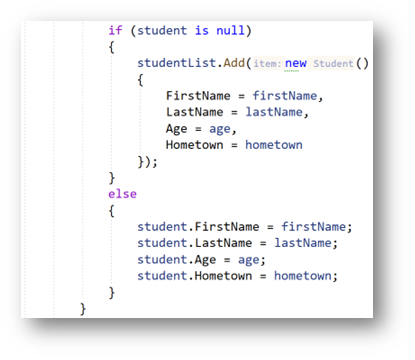 if (student is null)
{
studentList.Add(item: new Student()
{
FirstName = firstName,
LastName = lastName,
Age = age,
Hometown = hometown
});
}
else
{
student.FirstName = firstName;
student.LastName = lastName;
student.Age = age;
student.Hometown = hometown;
}
}